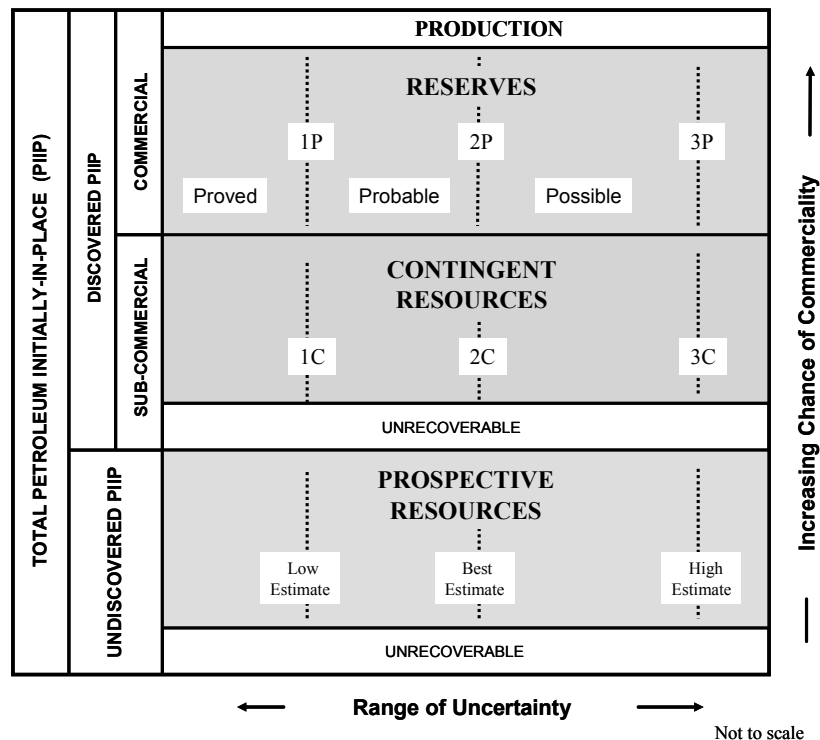 PRODUCTION
RESERVES
1P
2P
3P
Proved
Probable
Possible
CONTINGENT
RESOURCES
1C
2C
3C
UNRECOVERABLE
PROSPECTIVE
RESOURCES
Low
Estimate
Best
Estimate
High
Estimate
UNRECOVERABLE
TOTAL PETROLEUM INITIALLY-IN-PLACE (PIIP)
DISCOVERED PIIP
UNDISCOVERED PIIP
COMMERCIAL
SUB-COMMERCIAL
Increasing Chance of Commerciality
Range of Uncertainty
Not to scale